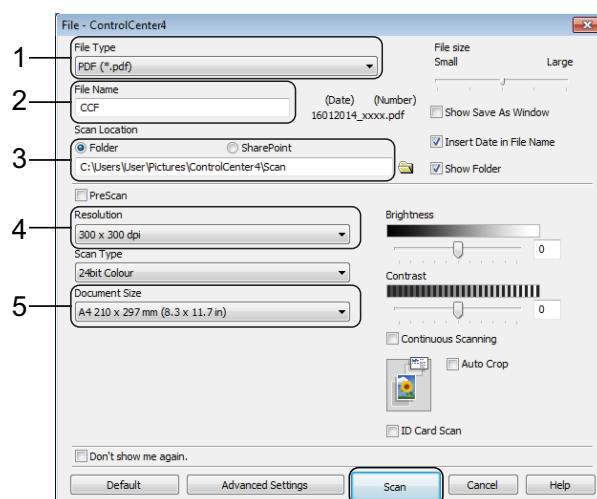 File - ControlCenter4
1
File Type
PDF (*.pdf)
File size
Small Large
2
File Name
CCF
(Date) (Number)
16012014_xxxx.pdf
Show Save As Window
Scan Location
Insert Date in File Name
3
Folder SharePoint
C:\Users\User\Pictures\ControlCenter4\Scan
Show Folder
PreScan
4
Resolution
300 x 300 dpi
Brightness
0
Scan Type
24bit Colour
Contrast
0
5
Document Size
A4 210 x 297 mm (8.3 x 11.7 in)
Continuous Scanning
Auto Crop
ID Card Scan
Don't show me again.
Default Advanced Settings Scan Cancel Help